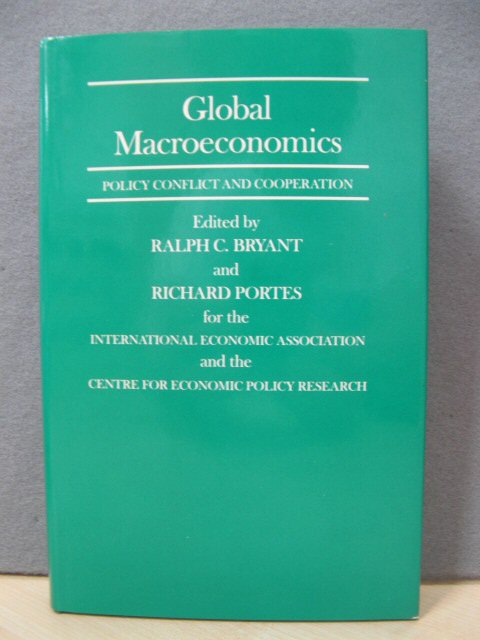 Global
Macroeconomics
POLICY CONFLICT AND COOPERATION
Edited by
RALPH C. BRYANT
and
RICHARD PORTES
for the
INTERNATIONAL ECONOMIC ASSOCIATION
and the
CENTRE FOR ECONOMIC POLICY RESEARCH